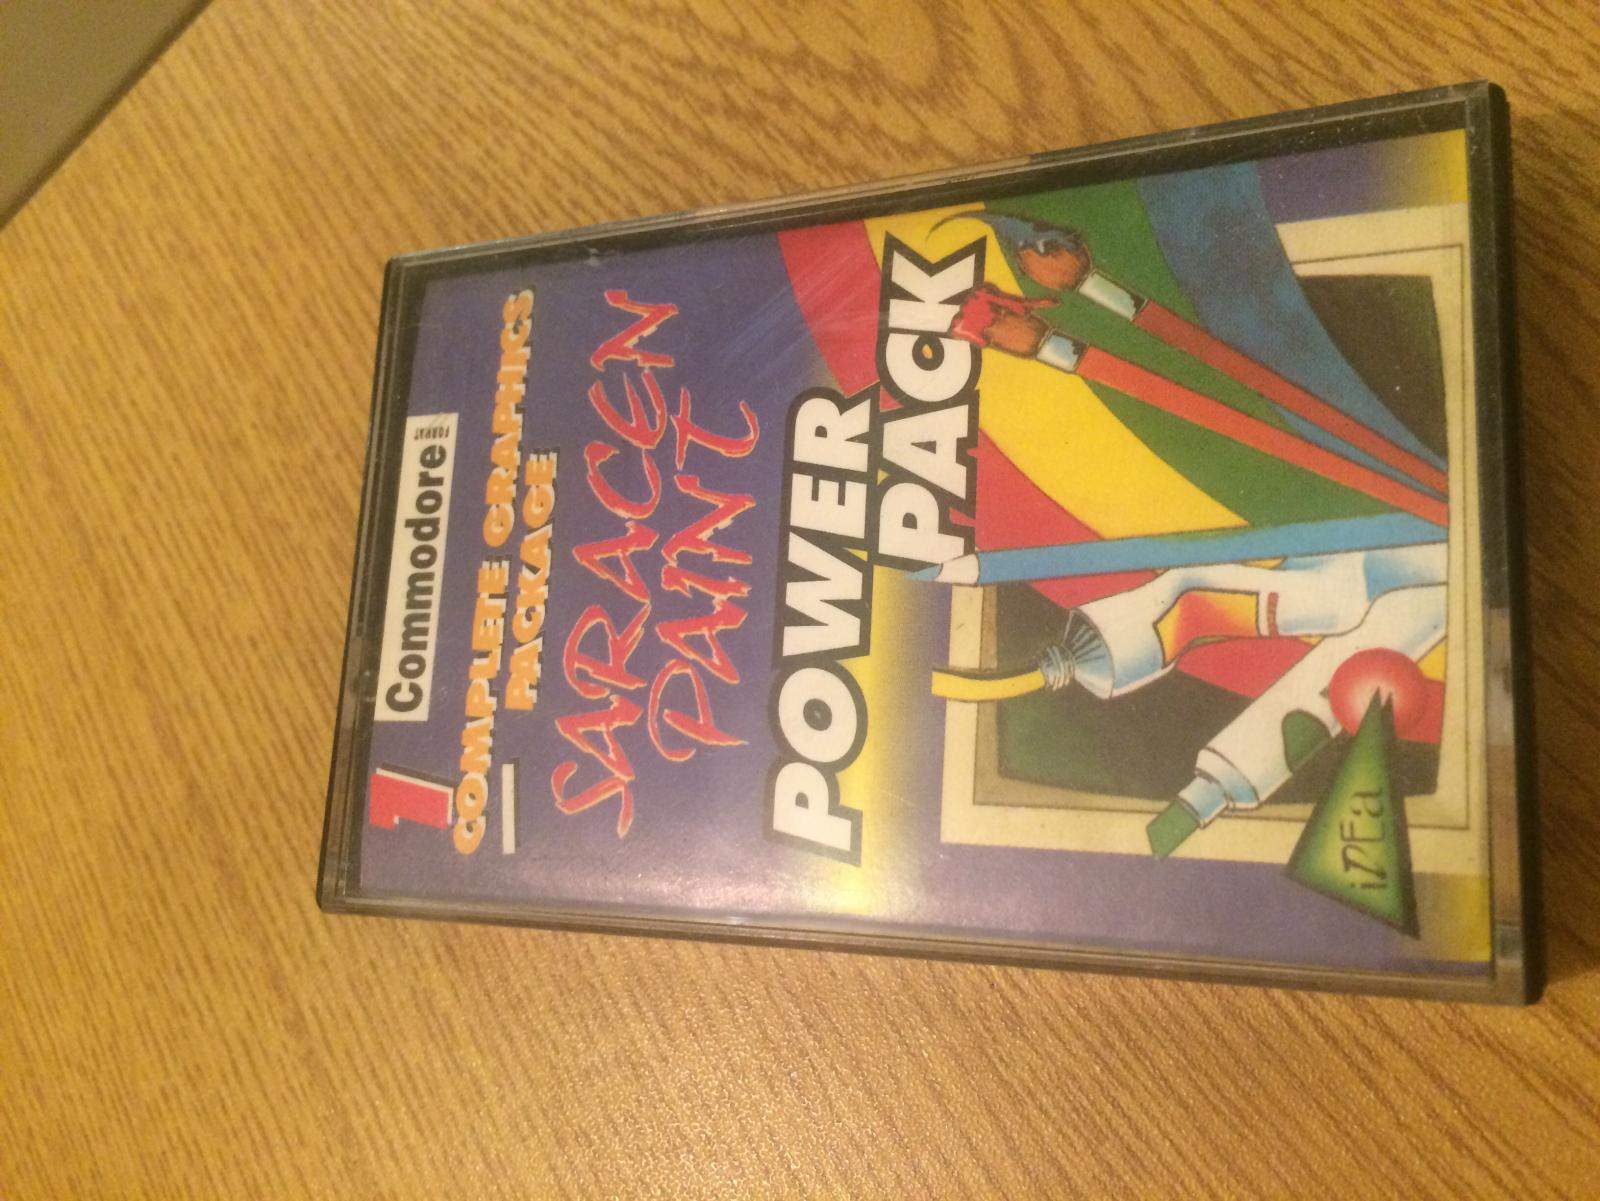 Commodore
FORMAT
1 COMPLETE GRAPHICS
PACKAGE
SARACEN
PAINT
POWER
PACK
iDEa